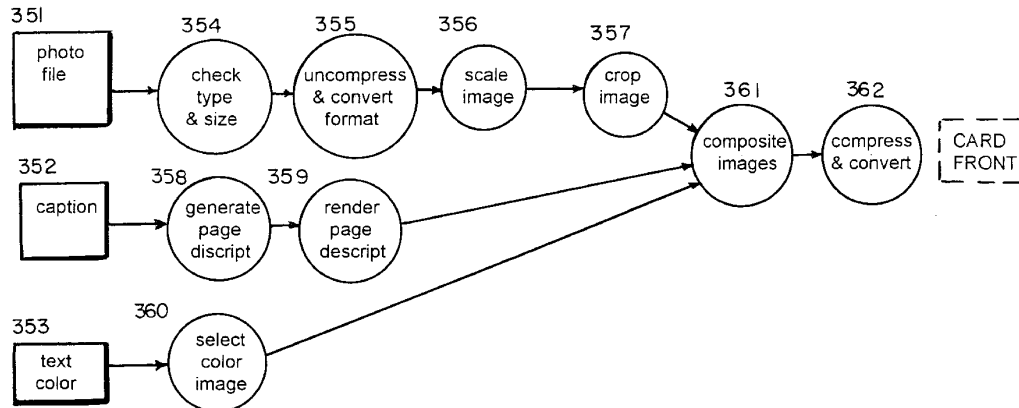 351
photo
file
354
check
type
& size
355
uncompress
& convert
format
356
scale
image
357
crop
image
361
composite
images
362
compress
& convert
CARD
FRONT
352
caption
358
generate
page
discript
359
render
page
descript
353
text
color
360
select
color
image